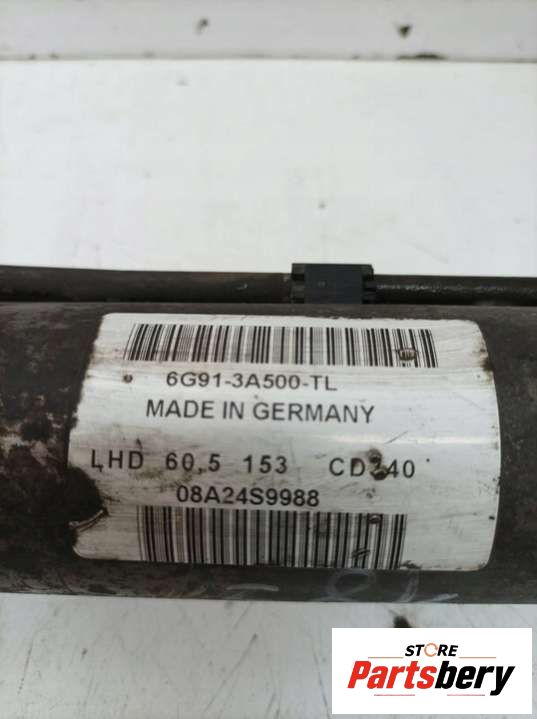 6G91-3A500-TL
MADE IN GERMANY
LHD 60,5 153 CD340
08A24S9988
STORE
Partsbery